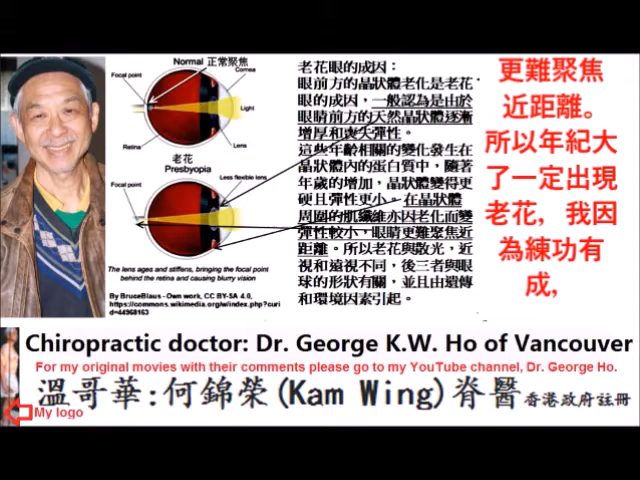 Normal 正常聚焦
Focal point
Cornea
Light
Lens
Retina
老花
Presbyopia
Less flexible lens
Focal point
The lens ages and stiffens, bringing the focal point
behind the retina and causing blurry vision
By BruceBlaus - Own work, CC BY-SA 4.0,
https://commons.wikimedia.org/w/index.php?curi
d=44968163
老花眼的成因：
眼前方的晶狀體老化是老花
眼的成因，一般認為是由於
眼睛前方的天然晶狀體逐漸
增厚和喪失彈性。
這些年齡相關的變化發生在
晶狀體內的蛋白質中，隨著
年歲的增加，晶狀體變得更
硬且彈性更小。在晶狀體
周圍的肌纖維亦因老化而變
彈性較小，眼睛更難聚焦近
距離。所以老花與散光，近
視和遠視不同，後三者與眼
球的形狀有關，並且由遺傳
和環境因素引起。
更難聚焦
近距離。
所以年紀大
了一定出現
老花，我因
為練功有
成，
Chiropractic doctor: Dr. George K.W. Ho of Vancouver
For my original movies with their comments please go to my YouTube channel, Dr. George Ho.
溫哥華:何錦榮(Kam Wing)脊醫香港政府註冊
My logo